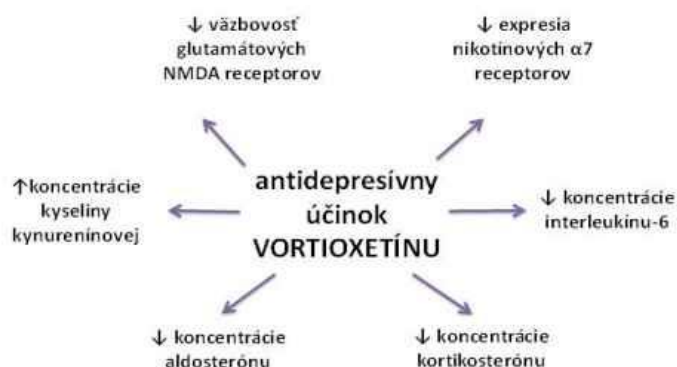 ↓ väzbovosť
glutamátových
NMDA receptorov
↓ expresia
nikotínových α7
receptorov
↑koncentrácie
kyseliny
kynurenínovej
antidepresívny
účinok
VORTIOXETÍNU
↓ koncentrácie
interleukínu-6
↓ koncentrácie
aldosterónu
↓ koncentrácie
kortikosterónu